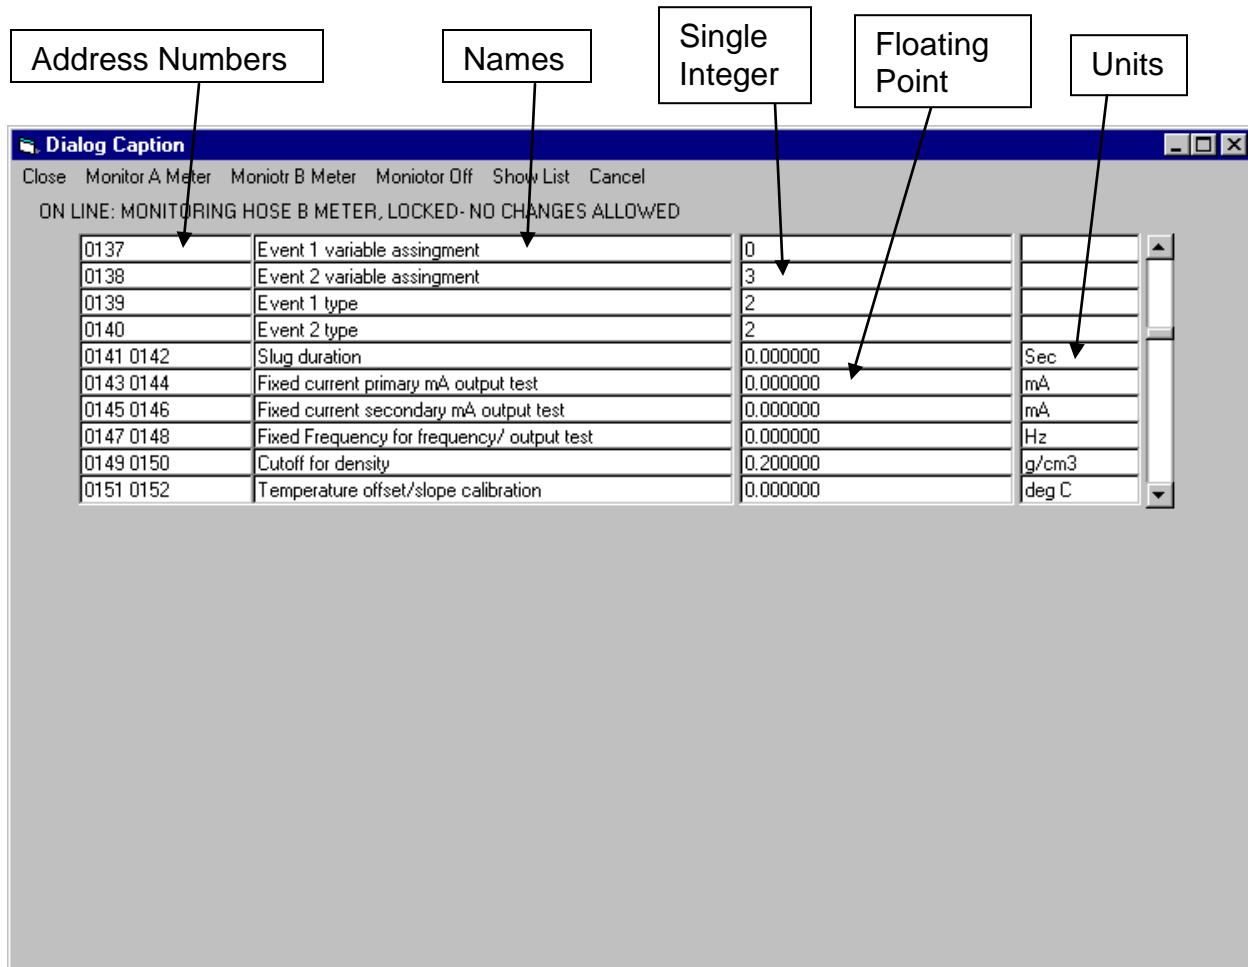 Address Numbers
Names
Single
Integer
Floating
Point
Units
Dialog Caption
Close Monitor A Meter Moniotr B Meter Moniotor Off Show List Cancel
ON LINE: MONITORING HOSE B METER, LOCKED- NO CHANGES ALLOWED
0137 Event 1 variable assingment 0
0138 Event 2 variable assingment 3
0139 Event 1 type 2
0140 Event 2 type 2
0141 0142 Slug duration 0.000000 Sec
0143 0144 Fixed current primary mA output test 0.000000 mA
0145 0146 Fixed current secondary mA output test 0.000000 mA
0147 0148 Fixed Frequency for frequency/ output test 0.000000 Hz
0149 0150 Cutoff for density 0.200000 g/cm3
0151 0152 Temperature offset/slope calibration 0.000000 deg C